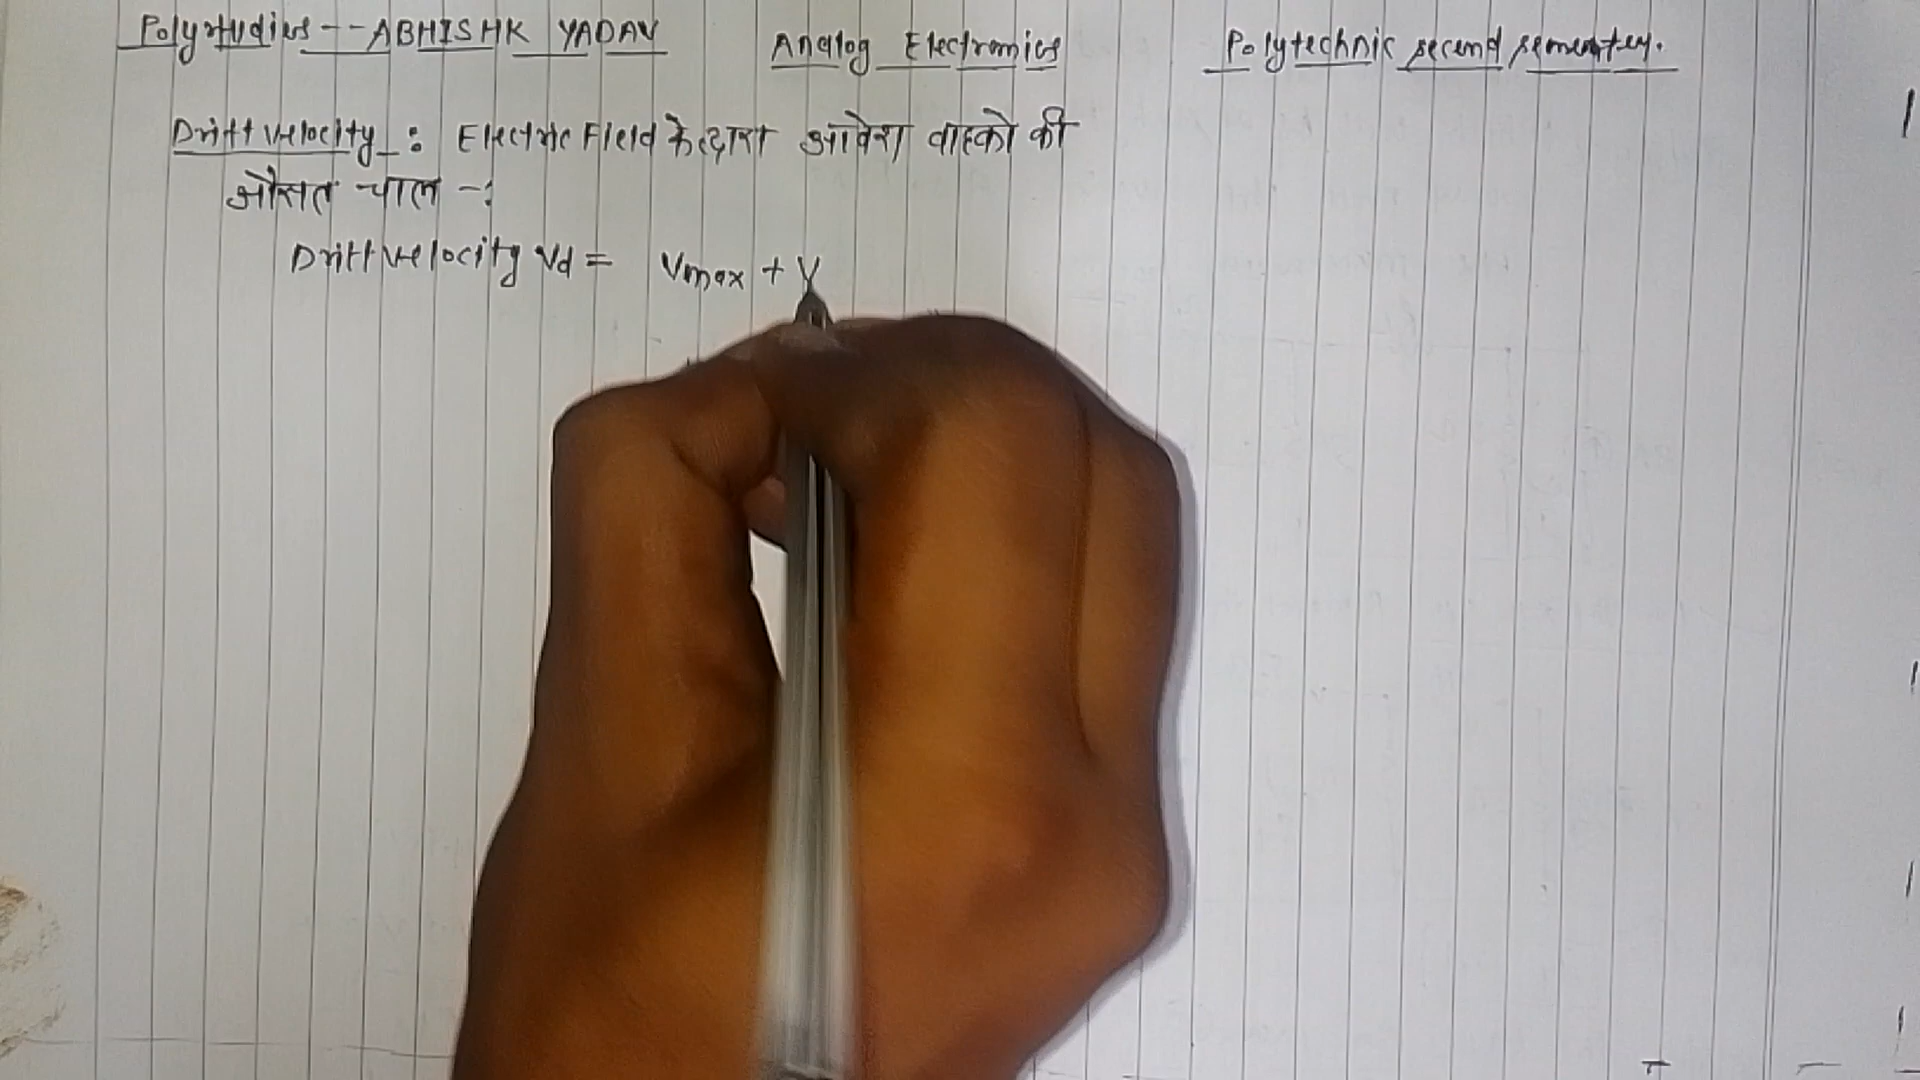 Polystudies -- ABHISHK YADAV Analog Electronics Polytechnic second semester.
Drift velocity : Electric Field के द्वारा आवेश वाहको की
औसत चाल -:
Drift velocity Vd = Vmax + V